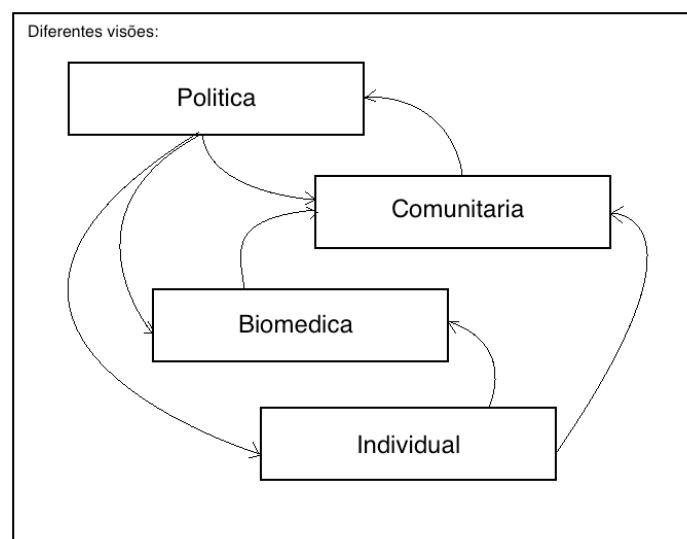 Diferentes visões:
Politica
Comunitaria
Biomedica
Individual